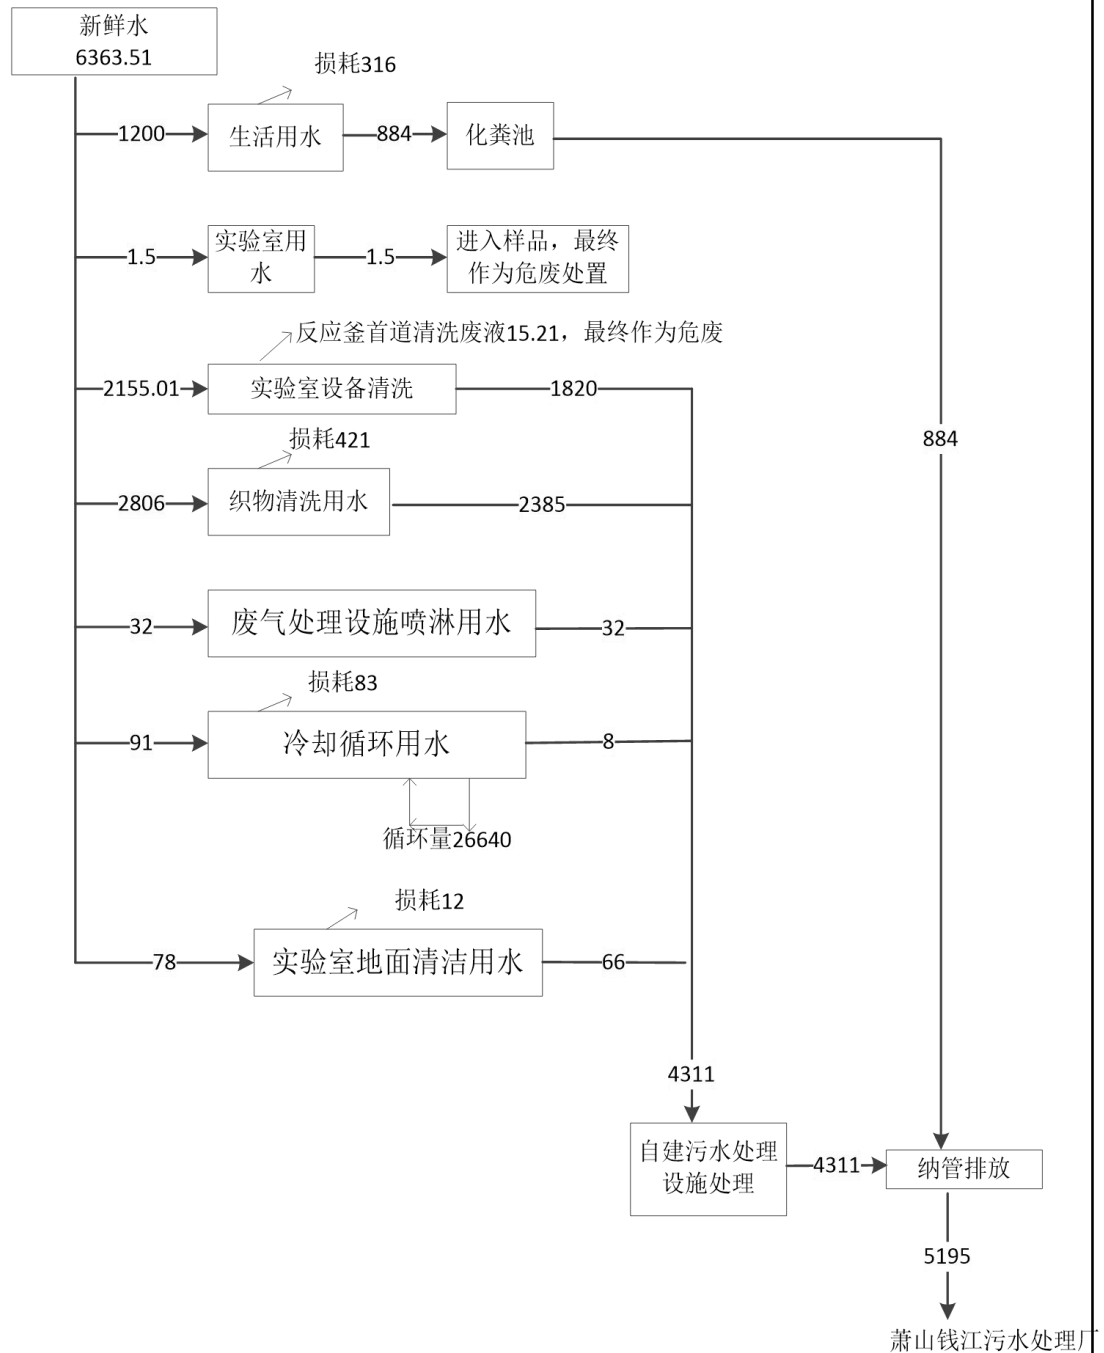 新鲜水
6363.51
损耗316
1200
生活用水
884
化粪池
1.5
实验室用
水
1.5
进入样品，最终
作为危废处置
反应釜首道清洗废液15.21，最终作为危废
2155.01
实验室设备清洗
1820
884
损耗421
2806
织物清洗用水
2385
32
废气处理设施喷淋用水
32
损耗83
91
冷却循环用水
8
循环量26640
损耗12
78
实验室地面清洁用水
66
4311
自建污水处理
设施处理
4311
纳管排放
5195
萧山钱江污水处理厂